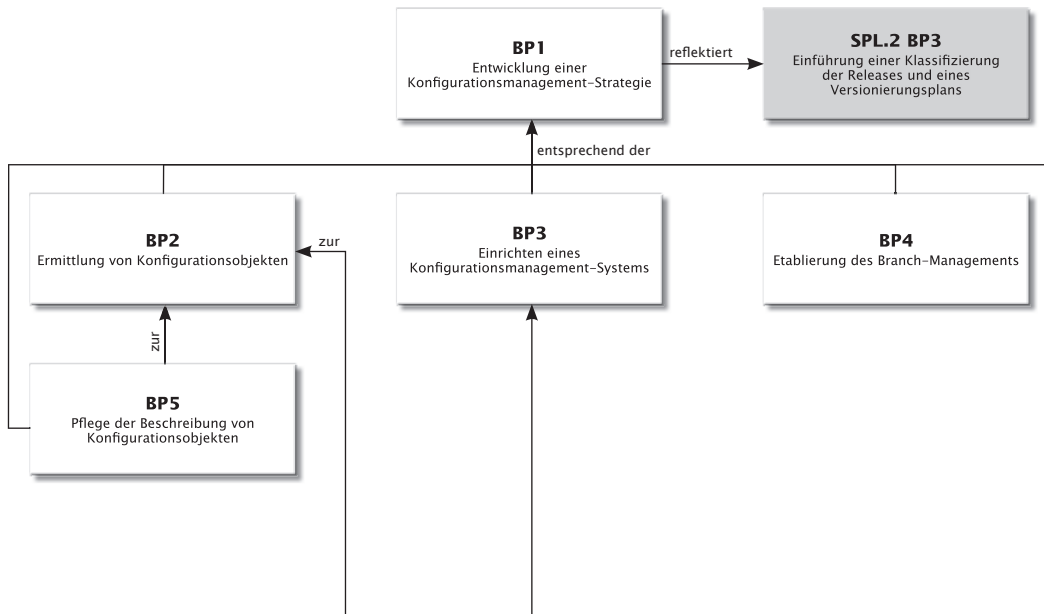 BP1
Entwicklung einer
Konfigurationsmanagement-Strategie
reflektiert
SPL.2 BP3
Einführung einer Klassifizierung
der Releases und eines
Versionierungsplans
entsprechend der
BP2
Ermittlung von Konfigurationsobjekten
zur
BP3
Einrichten eines
Konfigurationsmanagement-Systems
BP4
Etablierung des Branch-Managements
zur
BP5
Pflege der Beschreibung von
Konfigurationsobjekten